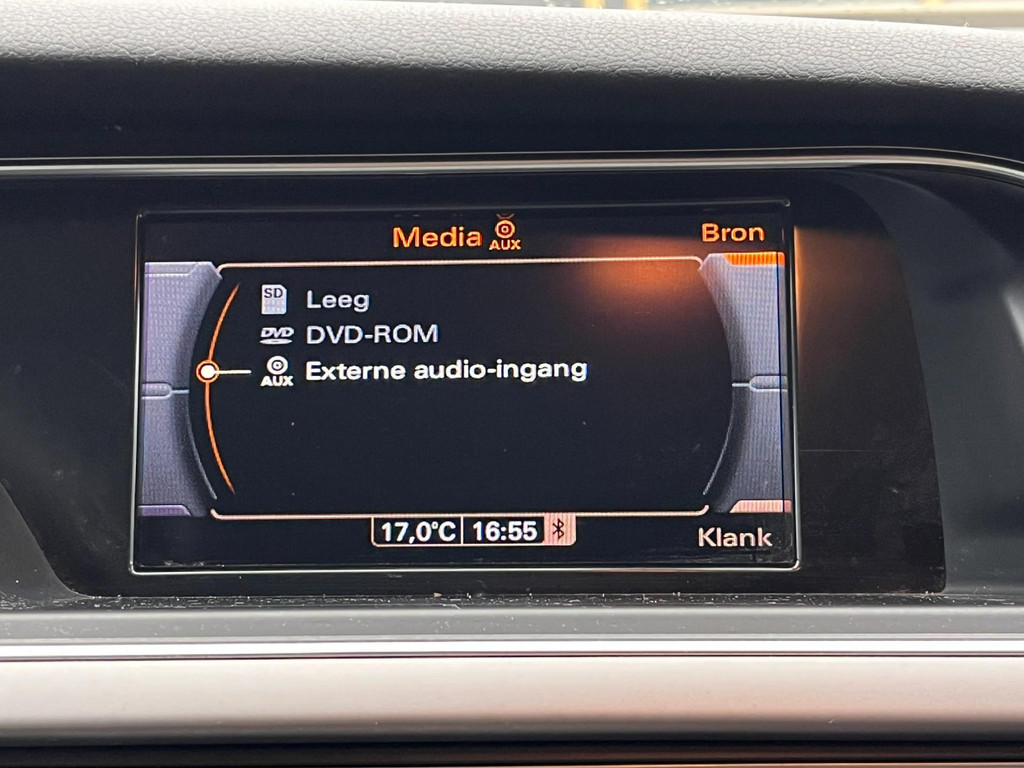 Media AUX
Bron
SD Leeg
DVD DVD-ROM
AUX Externe audio-ingang
17,0°C 16:55
Klank